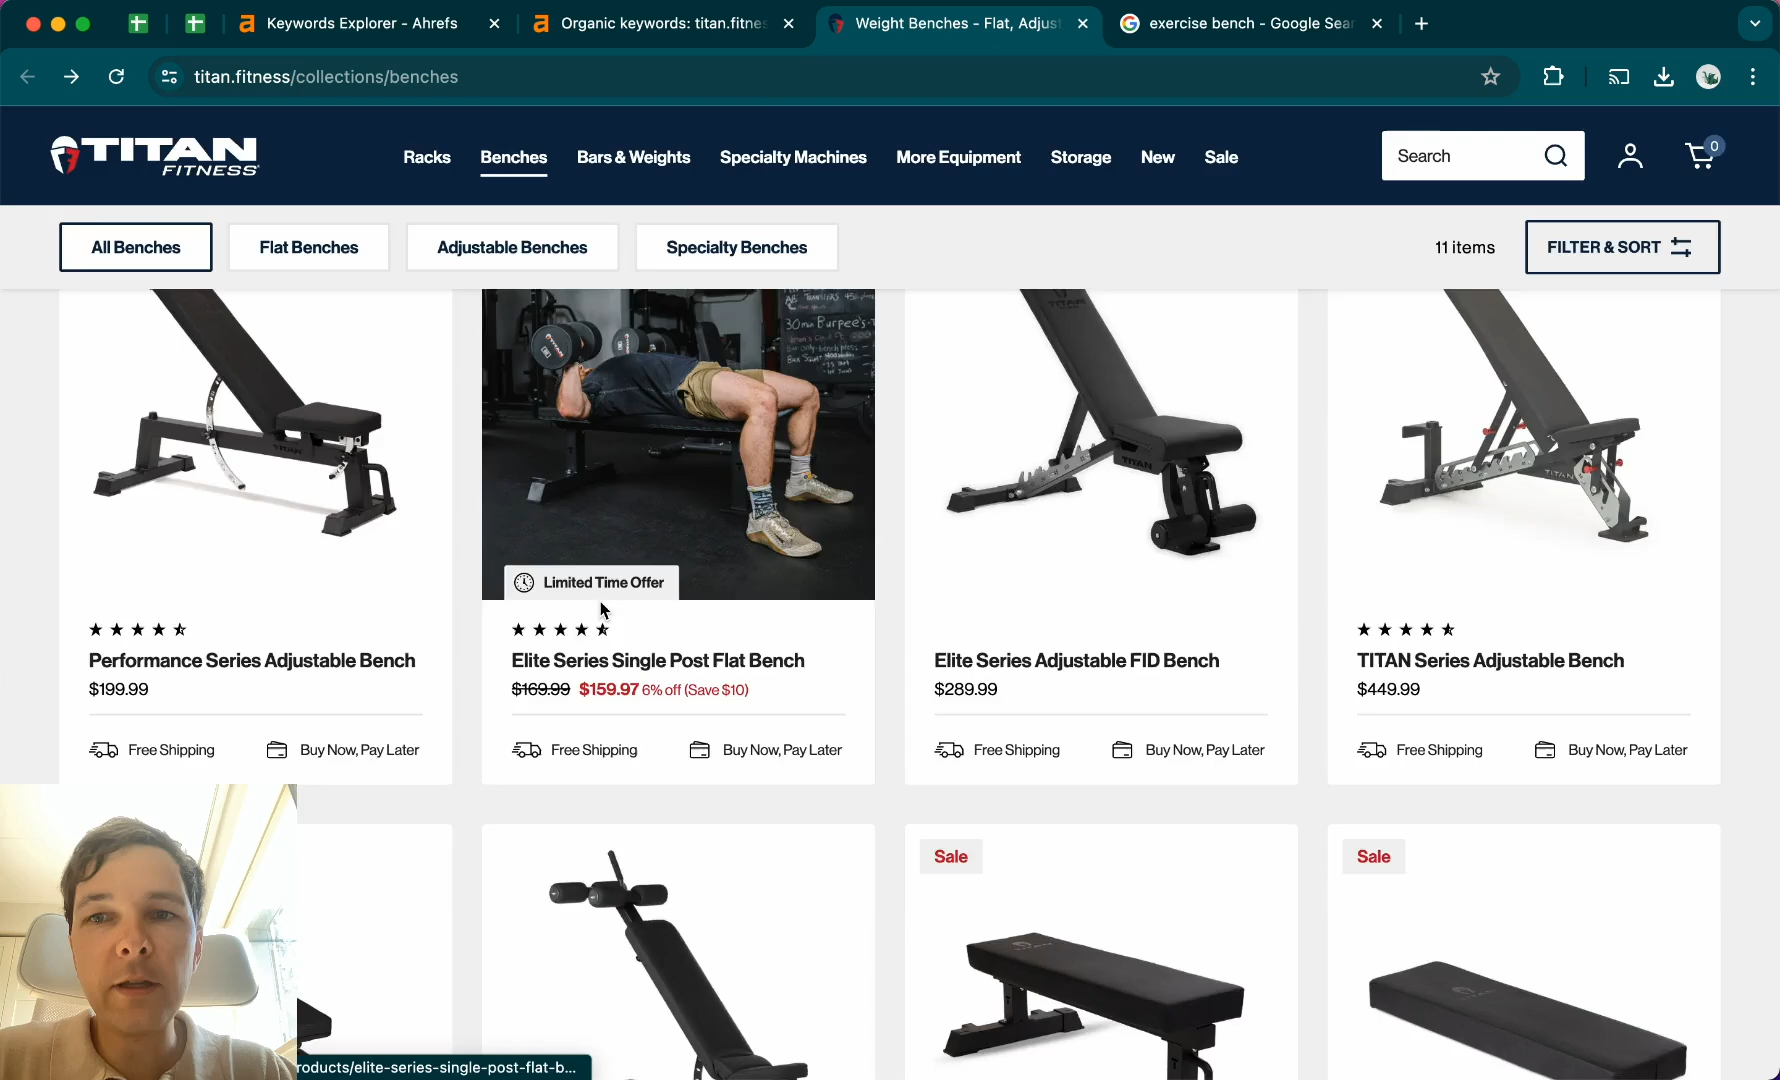 Keywords Explorer - Ahrefs
Organic keywords: titan.fitnes
Weight Benches - Flat, Adjust
exercise bench - Google Sear
titan.fitness/collections/benches
TITAN
FITNESS
Racks
Benches
Bars & Weights
Specialty Machines
More Equipment
Storage
New
Sale
Search
0
All Benches
Flat Benches
Adjustable Benches
Specialty Benches
11 items
FILTER & SORT
Limited Time Offer
Performance Series Adjustable Bench
$199.99
Free Shipping
Buy Now, Pay Later
Elite Series Single Post Flat Bench
$169.99 $159.97 6% off (Save $10)
Free Shipping
Buy Now, Pay Later
Elite Series Adjustable FID Bench
$289.99
Free Shipping
Buy Now, Pay Later
TITAN Series Adjustable Bench
$449.99
Free Shipping
Buy Now, Pay Later
Sale
Sale
roducts/elite-series-single-post-flat-b...